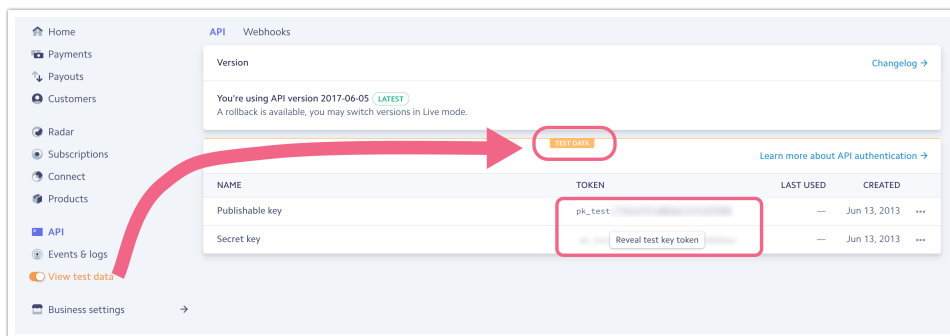 Home
Payments
Payouts
Customers
Radar
Subscriptions
Connect
Products
API
Events & logs
View test data
Business settings →
API Webhooks
Version Changelog →
You're using API version 2017-06-05 LATEST
A rollback is available, you may switch versions in Live mode.
TEST DATA
Learn more about API authentication →
NAME TOKEN LAST USED CREATED
Publishable key pk_test — Jun 13, 2013 •••
Secret key Reveal test key token — Jun 13, 2013 •••